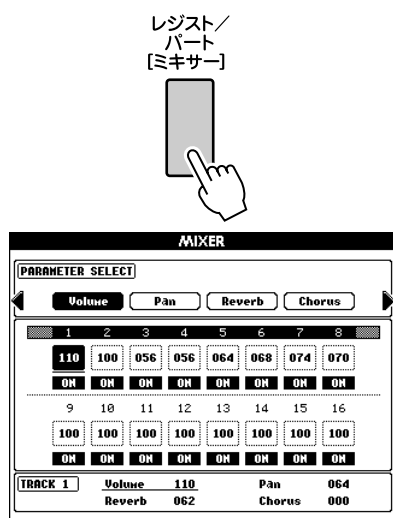 レジスト／
パート
[ミキサー]
MIXER
PARAMETER SELECT
Volume Pan Reverb Chorus
1 2 3 4 5 6 7 8
110 100 056 056 064 068 074 070
ON ON ON ON ON ON ON ON
9 10 11 12 13 14 15 16
100 100 100 100 100 100 100 100
ON ON ON ON ON ON ON ON
TRACK 1 Volume 110 Pan 064
Reverb 062 Chorus 000